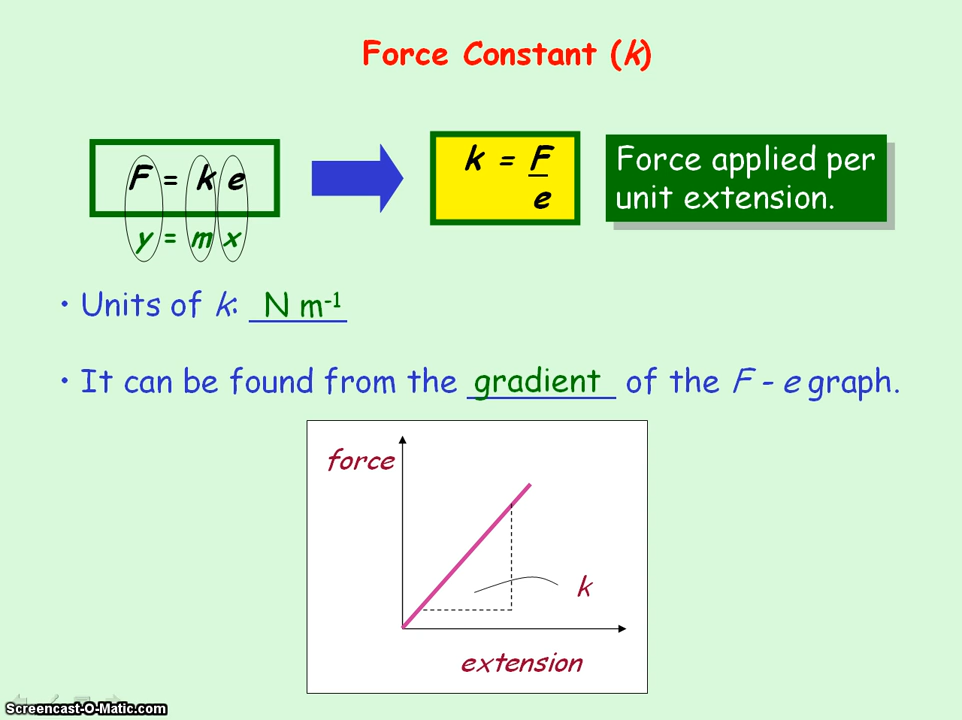 Force Constant (k)
F = k e
y = m x
k = F
e
Force applied per
unit extension.
• Units of k: N m-1
• It can be found from the gradient of the F - e graph.
force
k
extension
Screencast-O-Matic.com